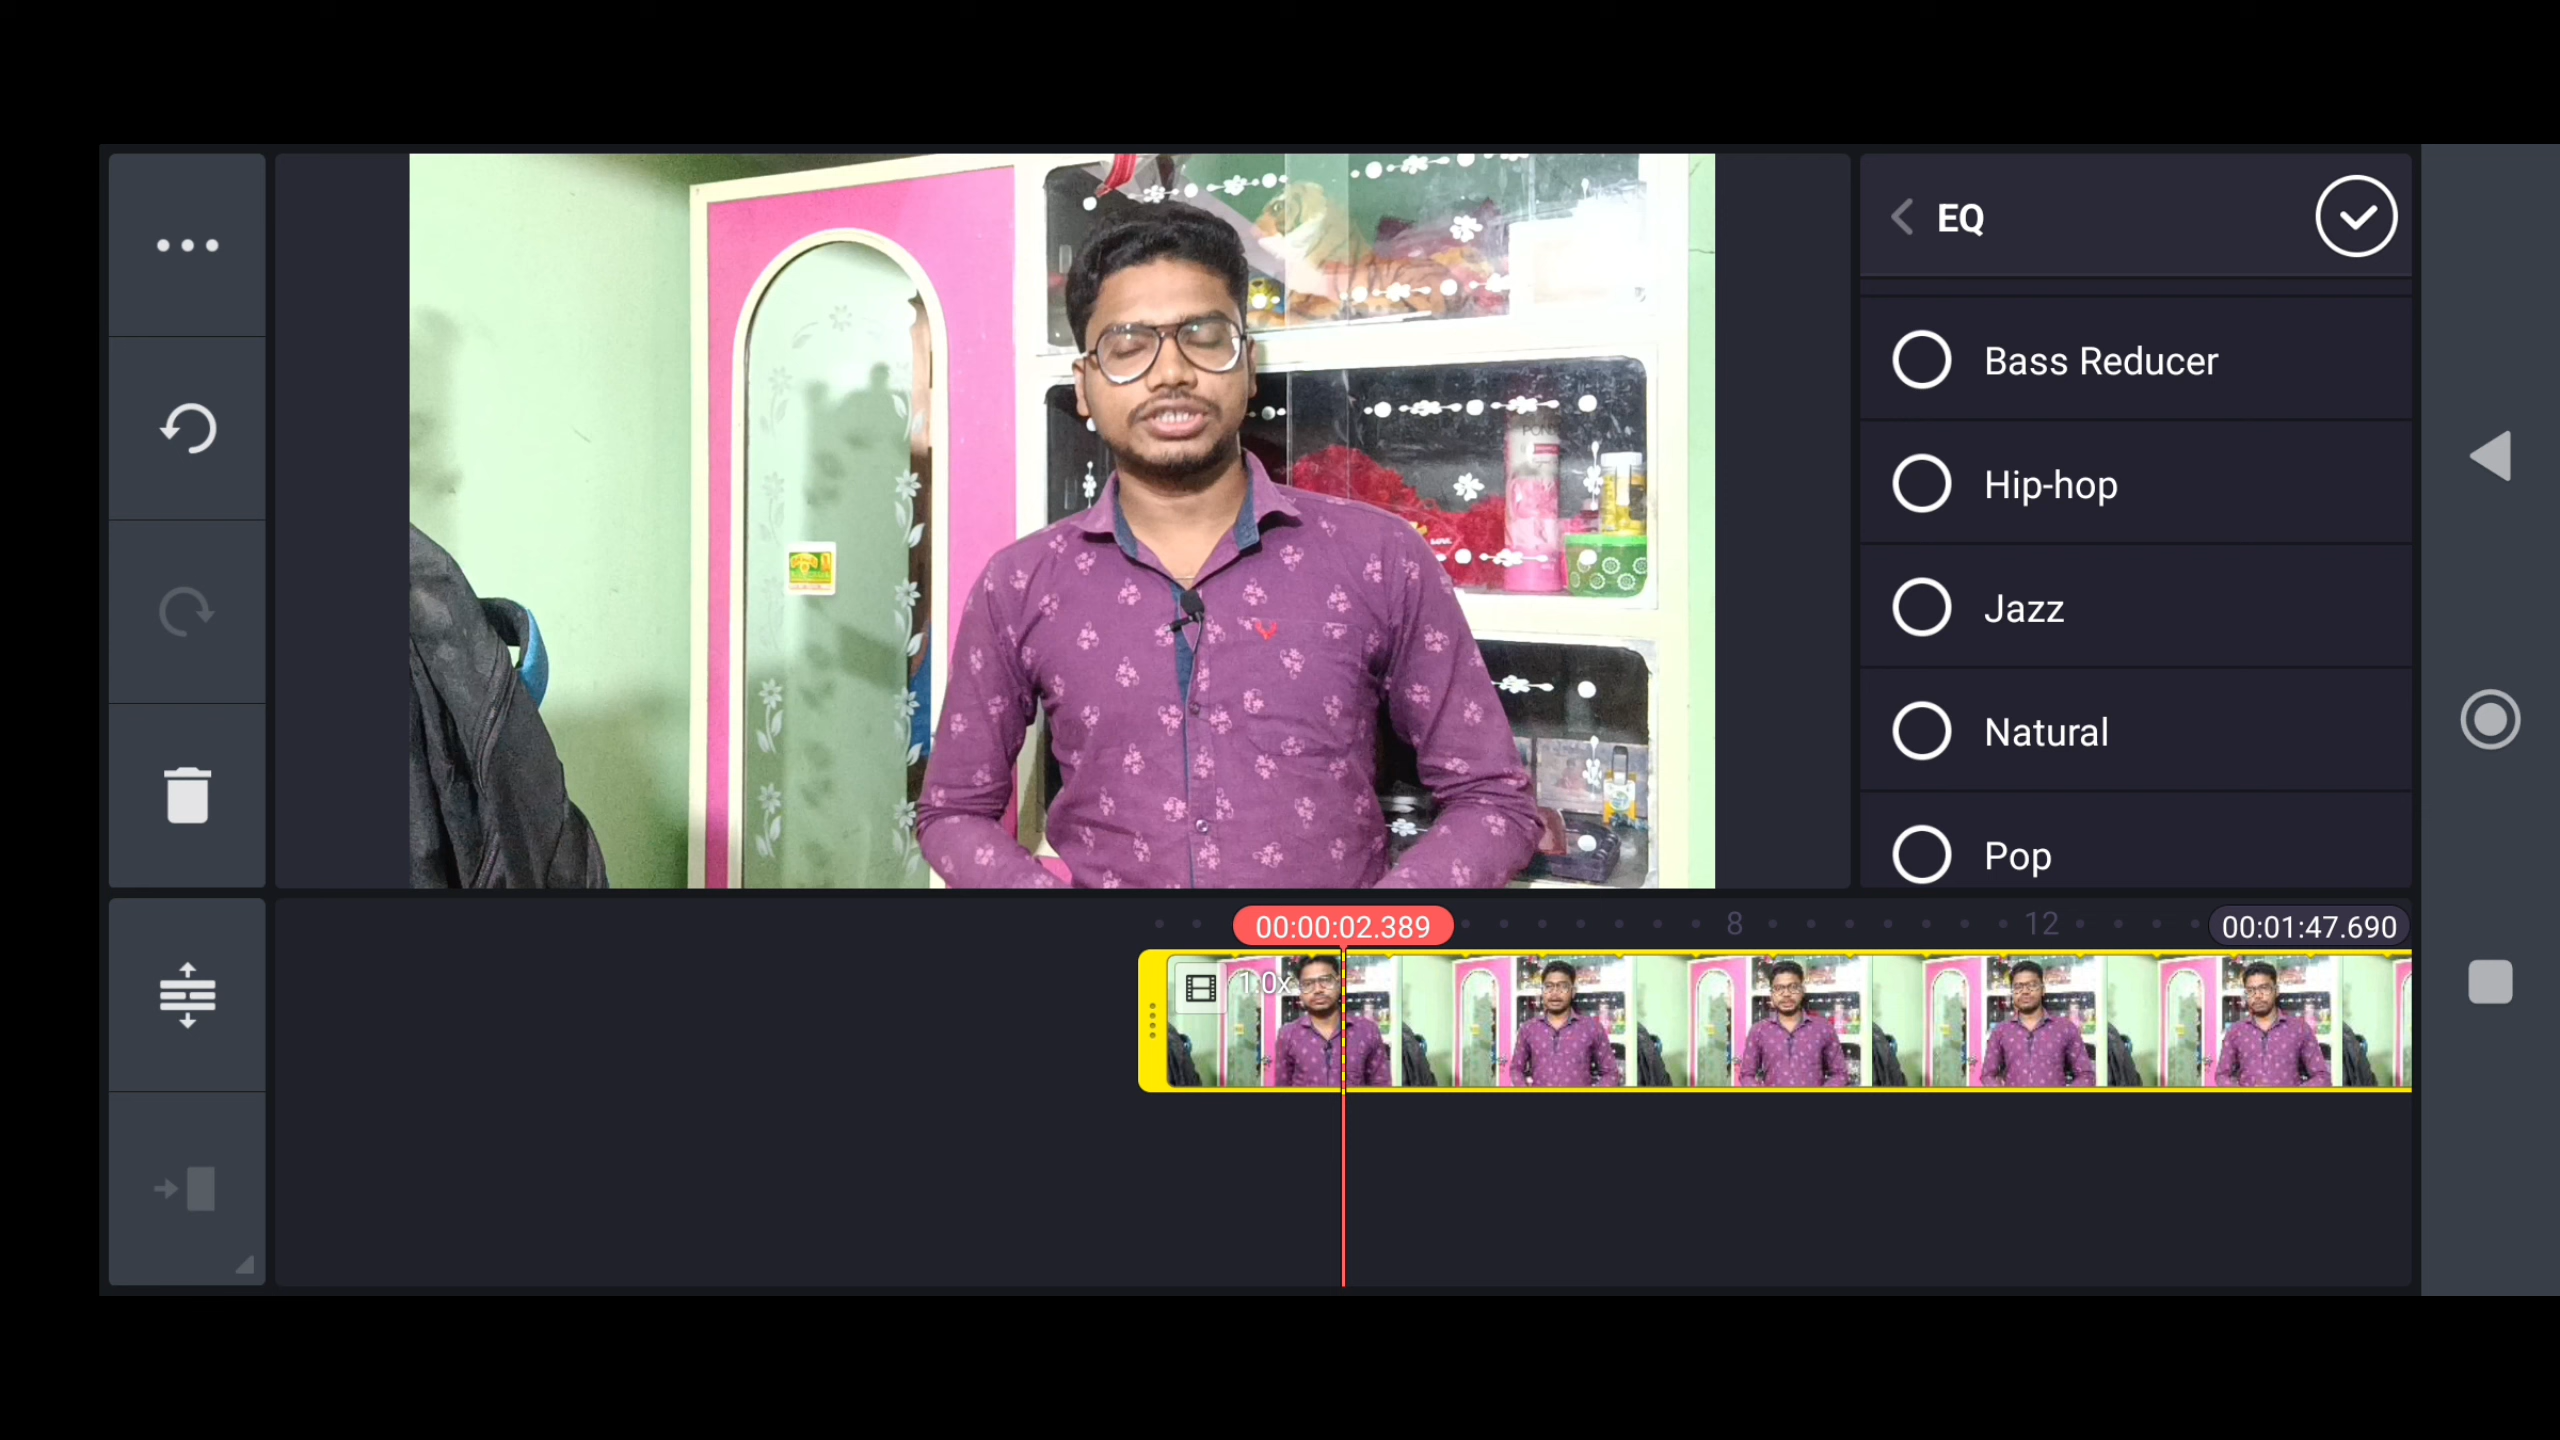 EQ
Bass Reducer
Hip-hop
Jazz
Natural
Pop
00:00:02.389
8
12
00:01:47.690
1.0x